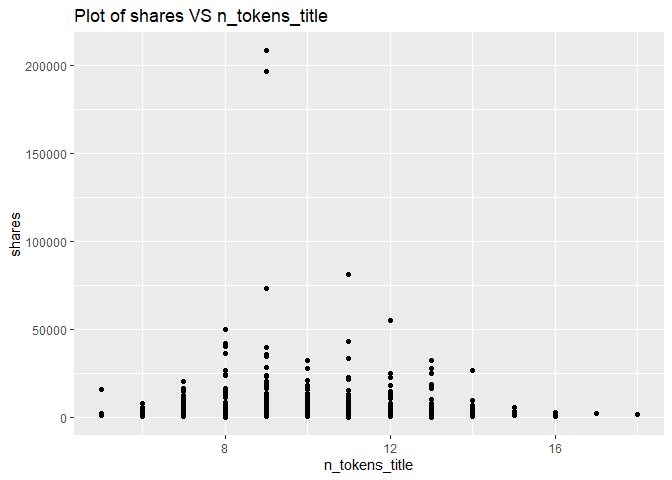 Plot of shares VS n_tokens_title
200000
150000
100000
50000
0
shares
8 12 16
n_tokens_title